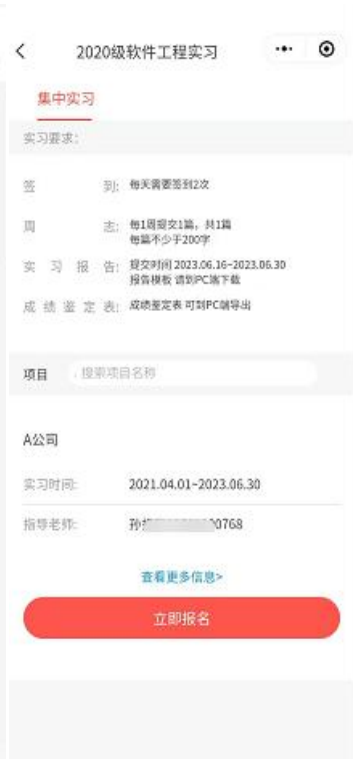 2020级软件工程实习
集中实习
实习要求:
签到: 每天需要签到2次
周志: 每1周提交1篇，共1篇
每篇不少于200字
实习报告: 提交时间 2023.06.16~2023.06.30
报告模板 请到PC端下载
成绩鉴定表: 成绩鉴定表 可到PC端导出
项目 搜索项目名称
A公司
实习时间: 2021.04.01~2023.06.30
指导老师: 孙 0768
查看更多信息>
立即报名